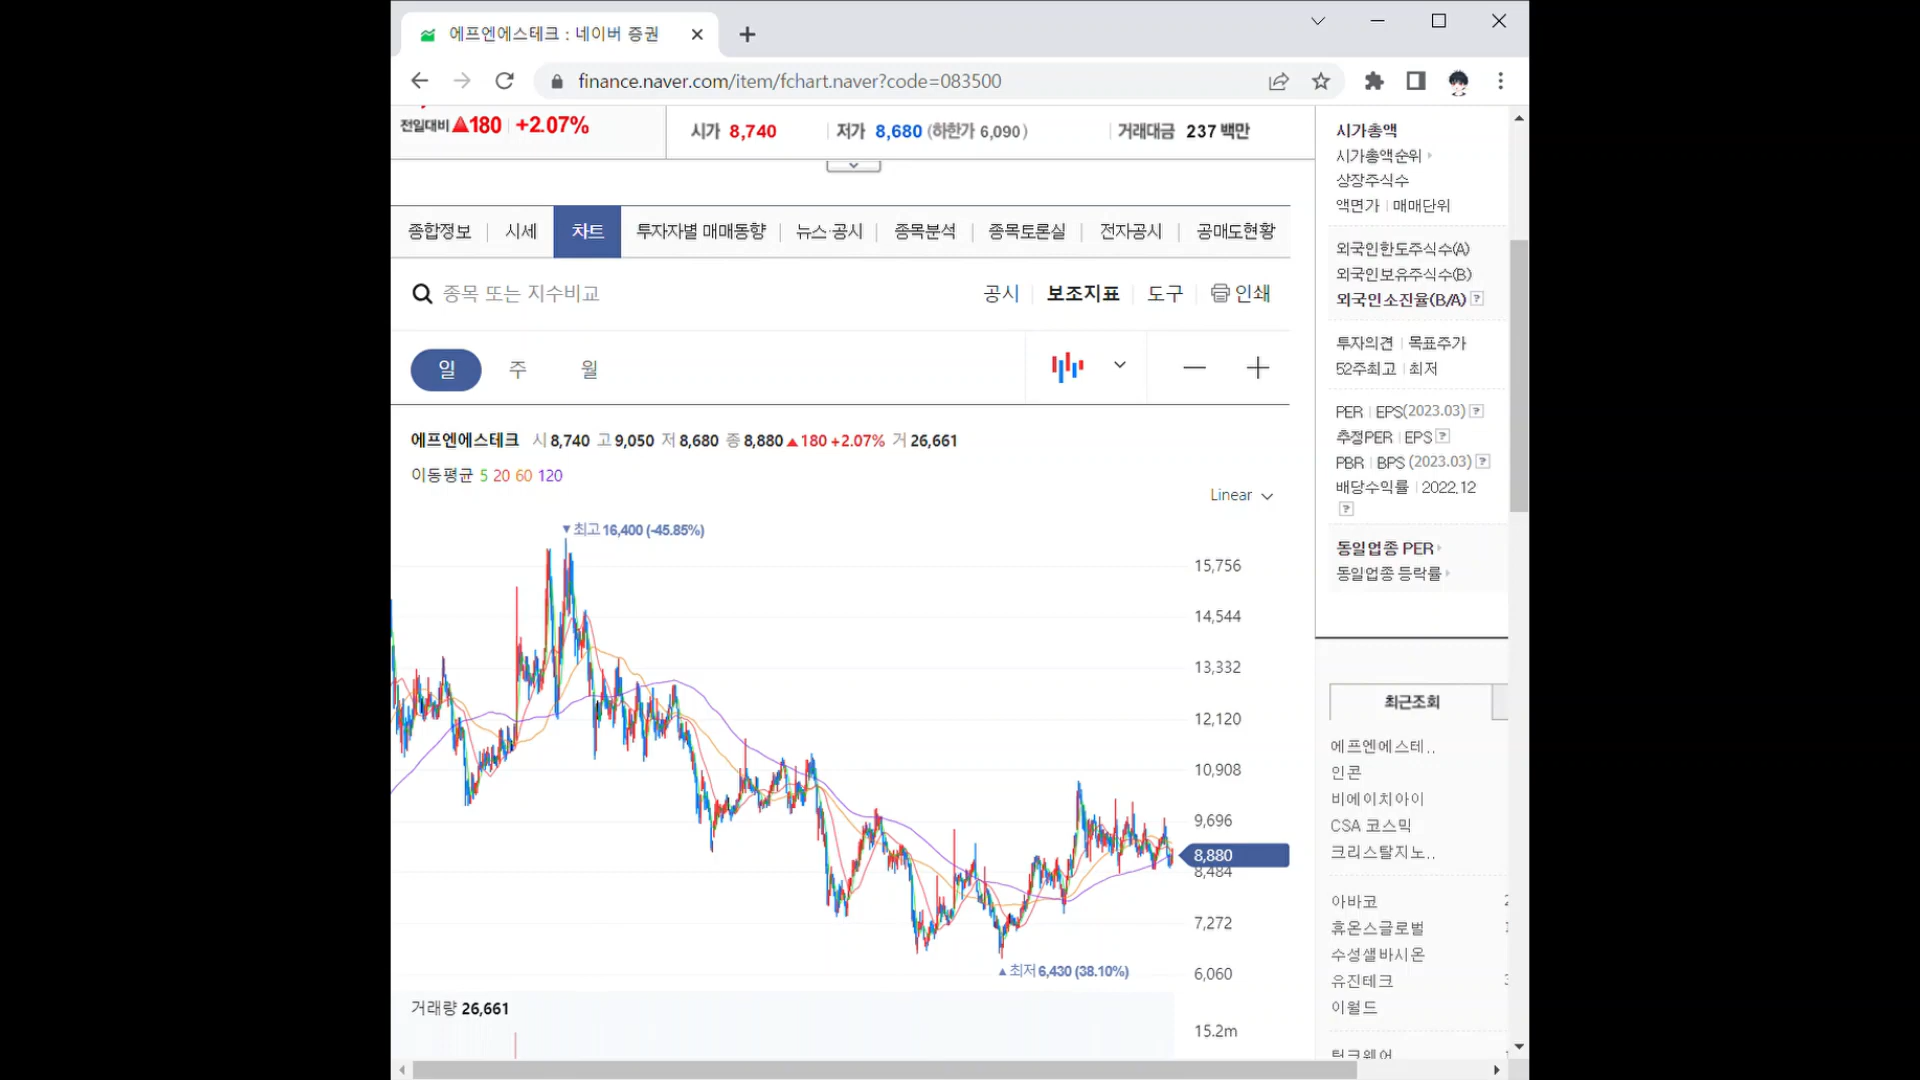 에프엔에스테크 : 네이버 증권
finance.naver.com/item/fchart.naver?code=083500
전일대비 ▲180 +2.07%
시가 8,740 저가 8,680 (하한가 6,090) 거래대금 237 백만
종합정보 시세 차트 투자자별 매매동향 뉴스·공시 종목분석 종목토론실 전자공시 공매도현황
종목 또는 지수비교
공시 보조지표 도구 인쇄
일 주 월
에프엔에스테크 시 8,740 고 9,050 저 8,680 종 8,880 ▲180 +2.07% 거 26,661
이동평균 5 20 60 120
Linear
▼최고 16,400 (-45.85%)
15,756
14,544
13,332
12,120
10,908
9,696
8,880
8,484
7,272
6,060
▲최저 6,430 (38.10%)
거래량 26,661
15.2m
시가총액
시가총액순위
상장주식수
액면가 | 매매단위
외국인한도주식수(A)
외국인보유주식수(B)
외국인소진율(B/A) ?
투자의견 | 목표주가
52주최고 | 최저
PER | EPS(2023.03) ?
추정PER | EPS ?
PBR | BPS (2023.03) ?
배당수익률 | 2022.12
?
동일업종 PER
동일업종 등락률
최근조회
에프엔에스테..
인콘
비에이치아이
CSA 코스믹
크리스탈지노..
아바코
휴온스글로벌
수성샐바시온
유진테크
이월드